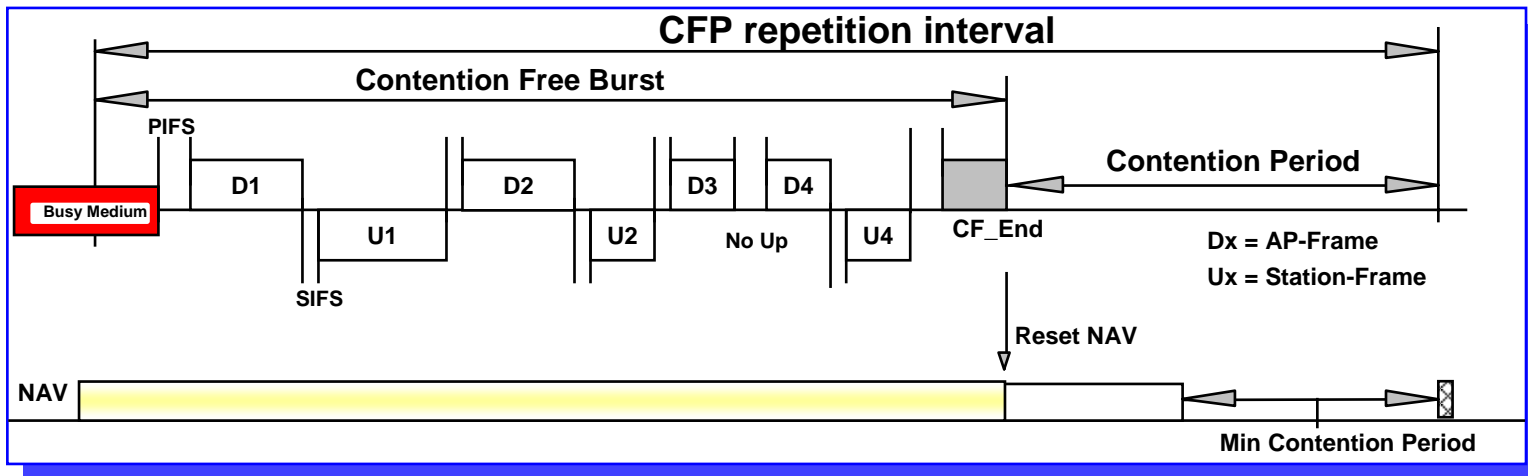 CFP repetition interval
Contention Free Burst
PIFS
Contention Period
D1
D2
D3
D4
Busy Medium
U1
U2
No Up
U4
CF_End
Dx = AP-Frame
Ux = Station-Frame
SIFS
Reset NAV
NAV
Min Contention Period